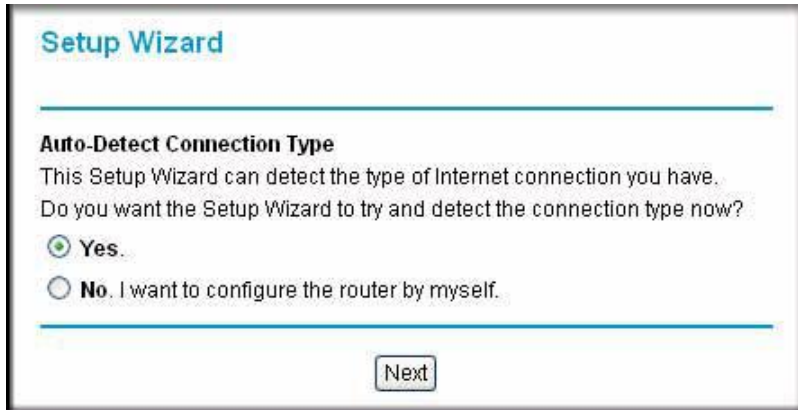 Setup Wizard
Auto-Detect Connection Type
This Setup Wizard can detect the type of Internet connection you have.
Do you want the Setup Wizard to try and detect the connection type now?
Yes.
No. I want to configure the router by myself.
Next